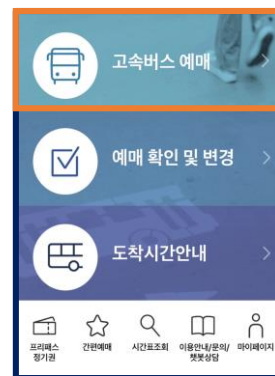 고속버스 예매
예매 확인 및 변경
도착시간안내
프리패스
정기권
간편예매
시간표조회
이용안내/문의/
챗봇상담
마이페이지